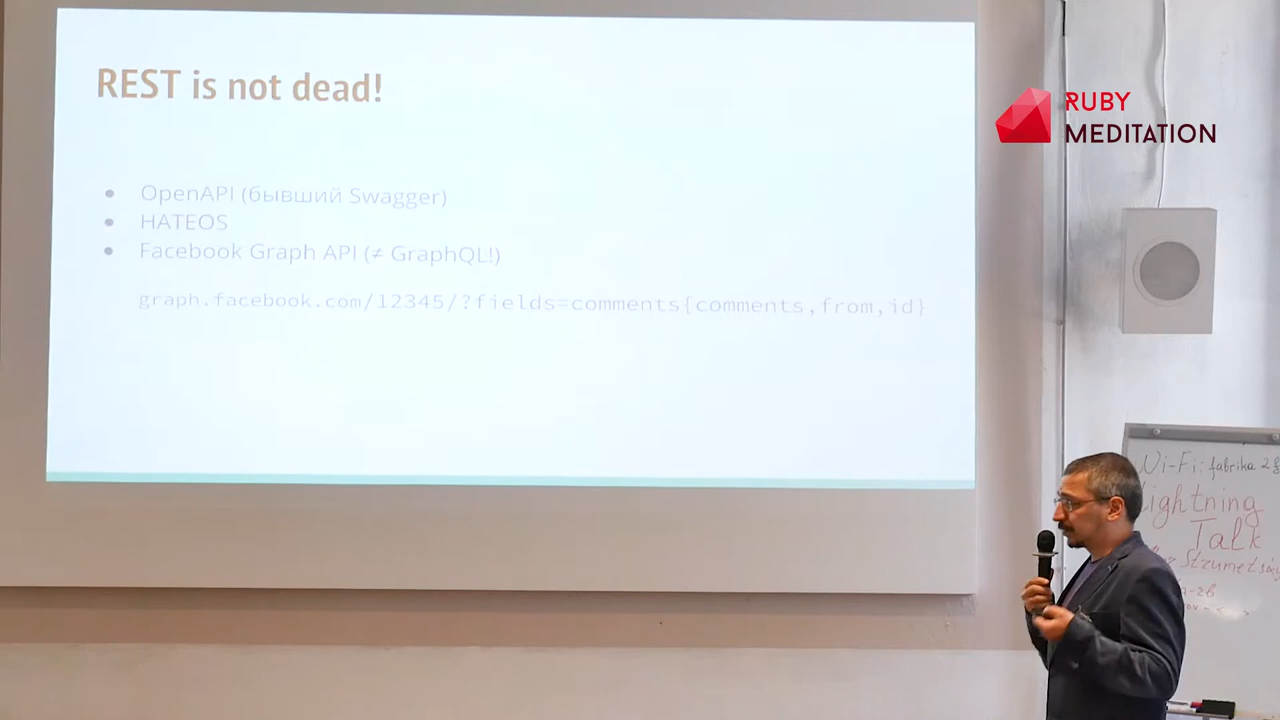 REST is not dead!
OpenAPI (бывший Swagger)
HATEOS
Facebook Graph API (≠ GraphQL!)
graph.facebook.com/12345/?fields=comments{comments,from,id}
RUBY
MEDITATION
Wi-Fi: fabrika 2
Lightning
Talk